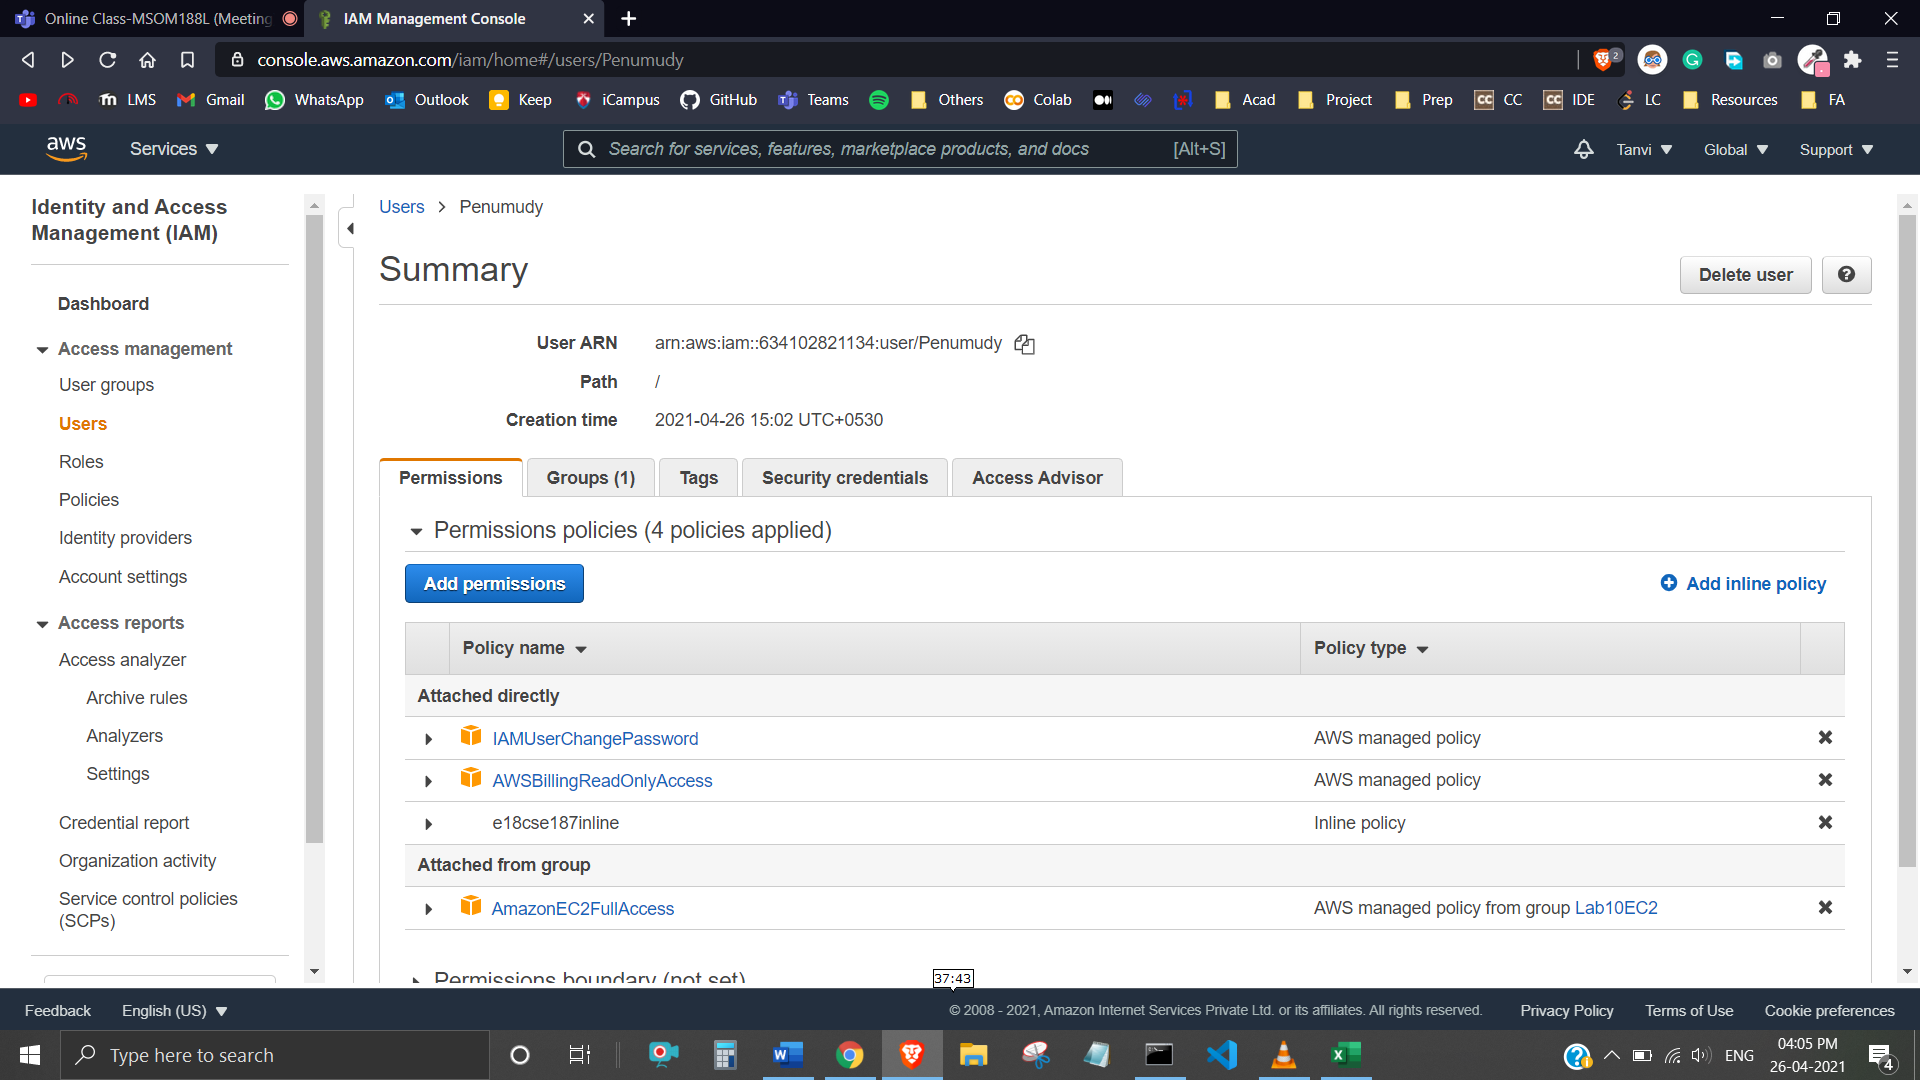 Online Class-MSOM188L (Meeting
IAM Management Console
console.aws.amazon.com/iam/home#/users/Penumudy
2
LMS
Gmail
WhatsApp
Outlook
Keep
iCampus
GitHub
Teams
Others
Colab
Acad
Project
Prep
CC CC
CC IDE
LC
Resources
FA
aws
Services
Search for services, features, marketplace products, and docs
[Alt+S]
Tanvi
Global
Support
Identity and Access
Management (IAM)
Dashboard
Access management
User groups
Users
Roles
Policies
Identity providers
Account settings
Access reports
Access analyzer
Archive rules
Analyzers
Settings
Credential report
Organization activity
Service control policies
(SCPs)
Users > Penumudy
Summary
Delete user
?
User ARN arn:aws:iam::634102821134:user/Penumudy
Path /
Creation time 2021-04-26 15:02 UTC+0530
Permissions
Groups (1)
Tags
Security credentials
Access Advisor
Permissions policies (4 policies applied)
Add permissions
Add inline policy
Policy name
Policy type
Attached directly
IAMUserChangePassword AWS managed policy
AWSBillingReadOnlyAccess AWS managed policy
e18cse187inline Inline policy
Attached from group
AmazonEC2FullAccess AWS managed policy from group Lab10EC2
Permissions boundary (not set)
37:43
Feedback
English (US)
© 2008 - 2021, Amazon Internet Services Private Ltd. or its affiliates. All rights reserved.
Privacy Policy
Terms of Use
Cookie preferences
Type here to search
ENG
04:05 PM
26-04-2021
4